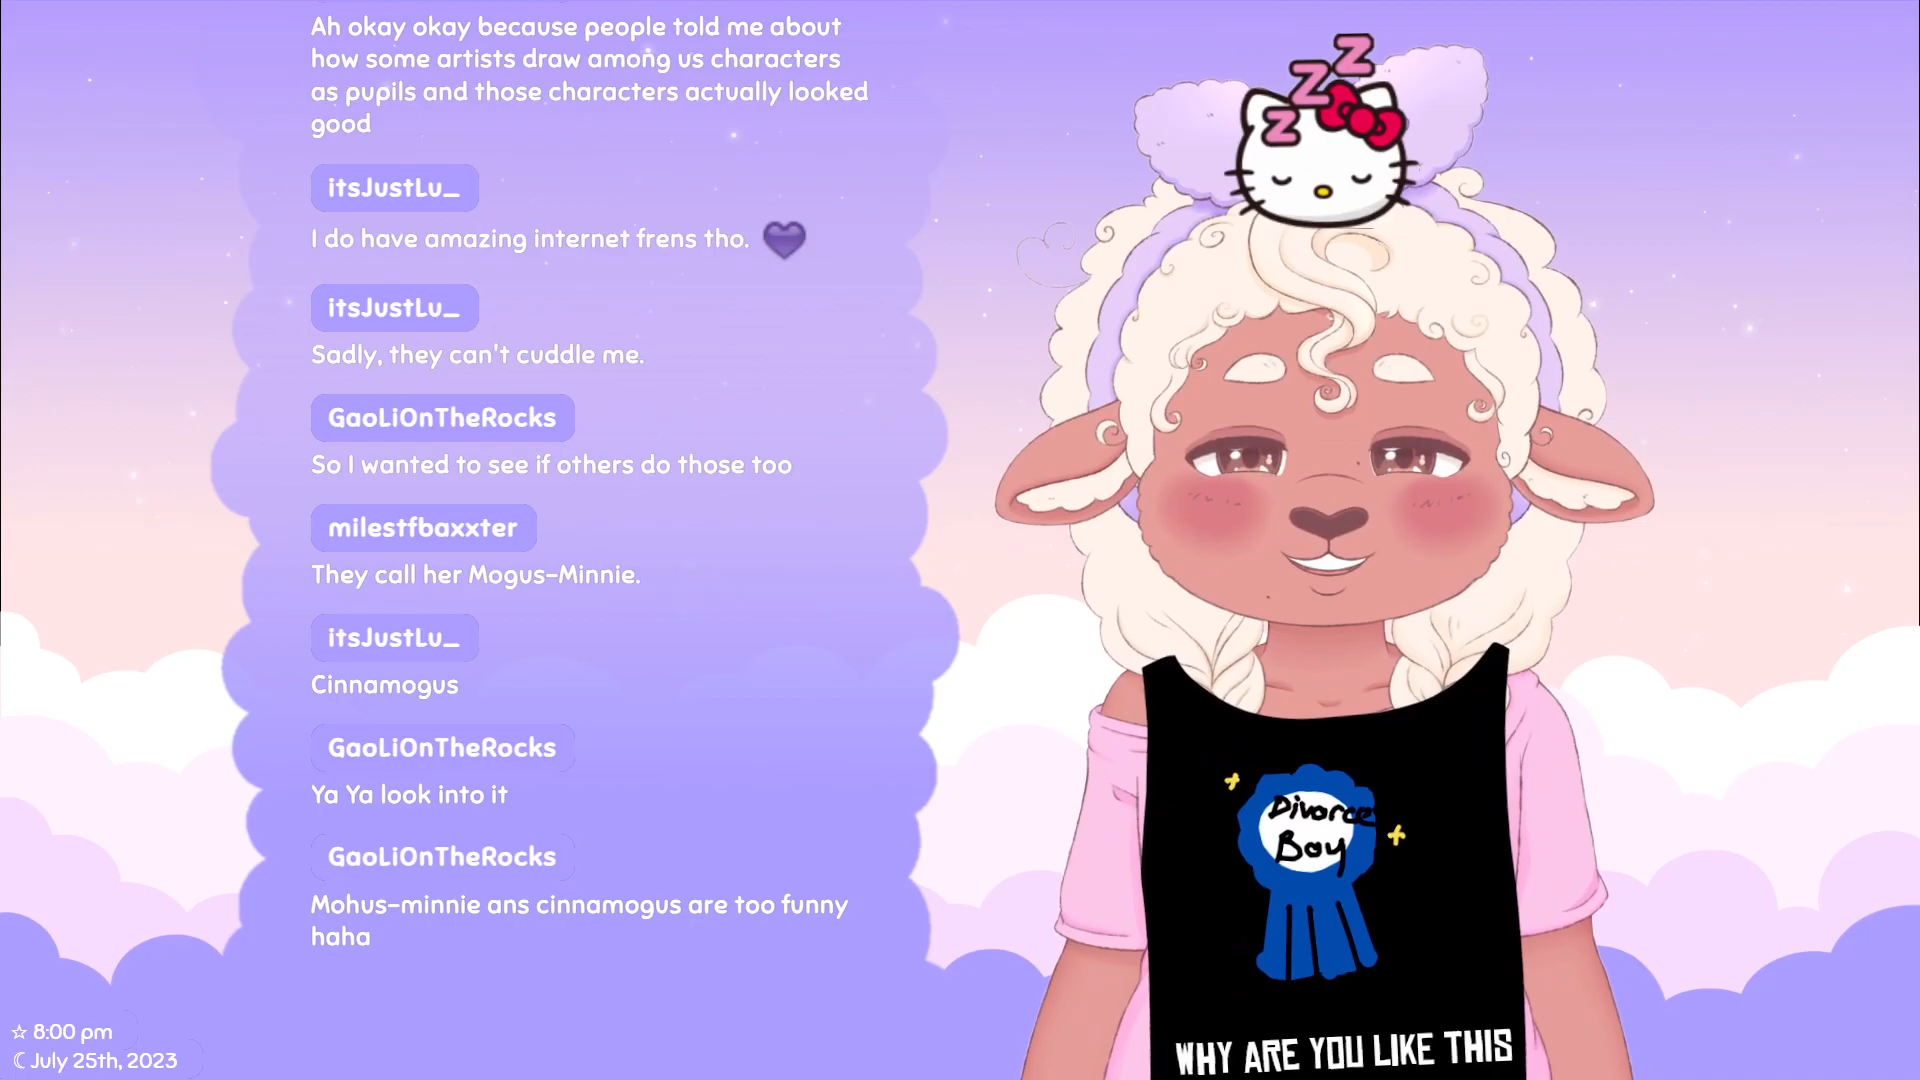 Ah okay okay because people told me about
how some artists draw among us characters
as pupils and those characters actually looked
good
itsJustLu_
I do have amazing internet frens tho. 💜
itsJustLu_
Sadly, they can't cuddle me.
GaoLiOnTheRocks
So I wanted to see if others do those too
milestfbaxxter
They call her Mogus-Minnie.
itsJustLu_
Cinnamogus
GaoLiOnTheRocks
Ya Ya look into it
GaoLiOnTheRocks
Mohus-minnie ans cinnamogus are too funny
haha
☆ 8:00 pm
☾ July 25th, 2023
Z
Z
Z
Divorce
Boy
WHY ARE YOU LIKE THIS